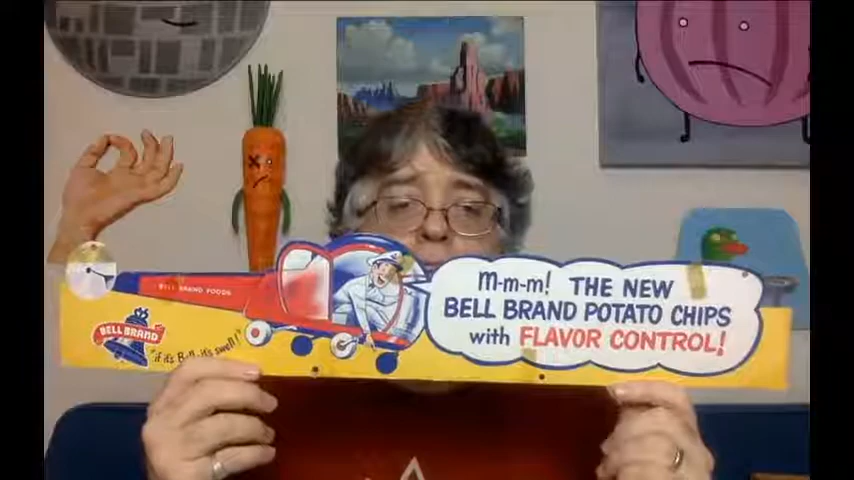 BELL BRAND FOODS
BELL BRAND
"if it's Bell-it's swell!"
M-m-m! THE NEW
BELL BRAND POTATO CHIPS
with FLAVOR CONTROL!